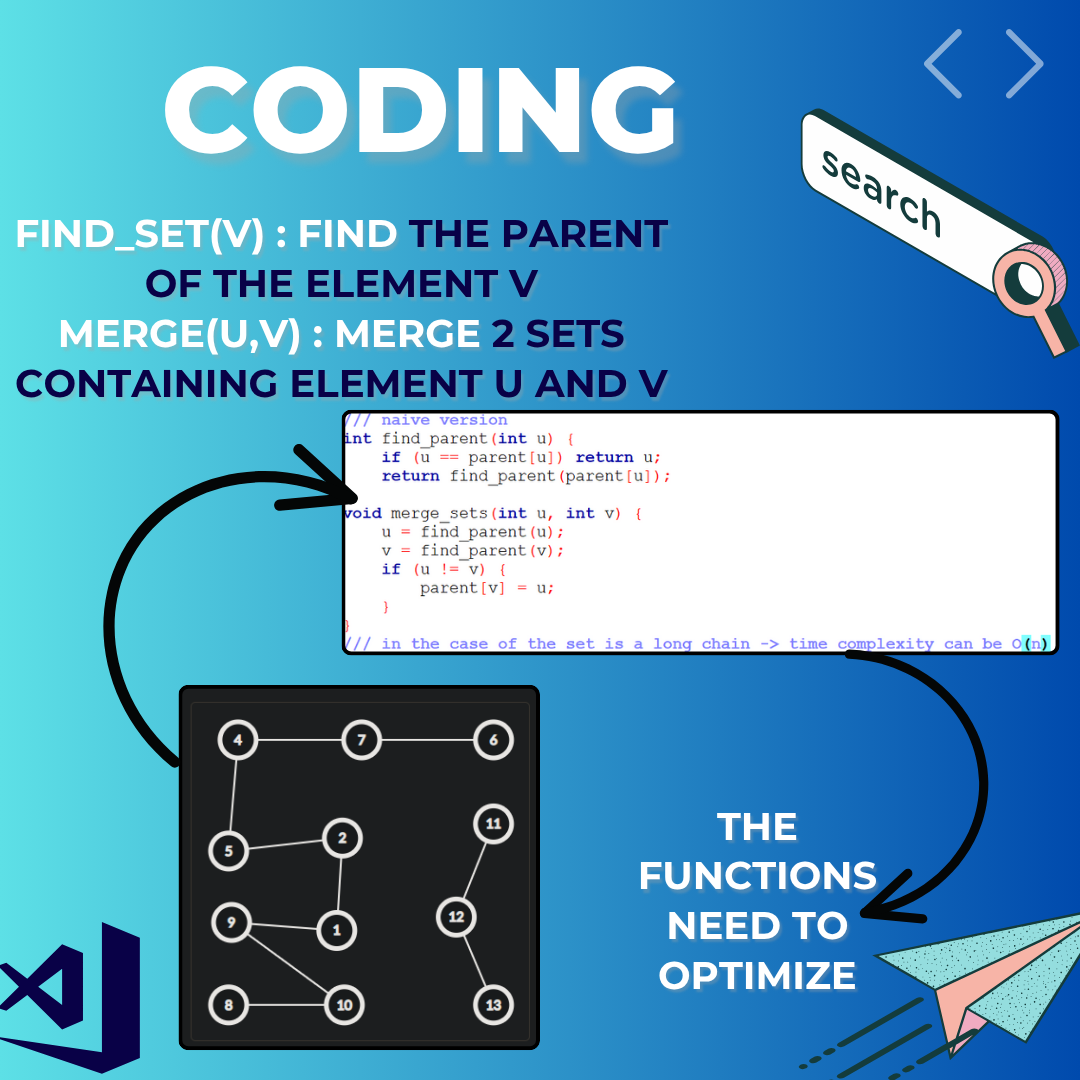 CODING
search
FIND_SET(V) : FIND THE PARENT
OF THE ELEMENT V
MERGE(U,V) : MERGE 2 SETS
CONTAINING ELEMENT U AND V
/// naive version
int find_parent(int u) {
    if (u == parent[u]) return u;
    return find_parent(parent[u]);
void merge_sets(int u, int v) {
    u = find_parent(u);
    v = find_parent(v);
    if (u != v) {
        parent[v] = u;
    }
}
/// in the case of the set is a long chain -> time complexity can be O(n)
4 7 6
11
5 2
9 1 12
8 10 13
THE
FUNCTIONS
NEED TO
OPTIMIZE